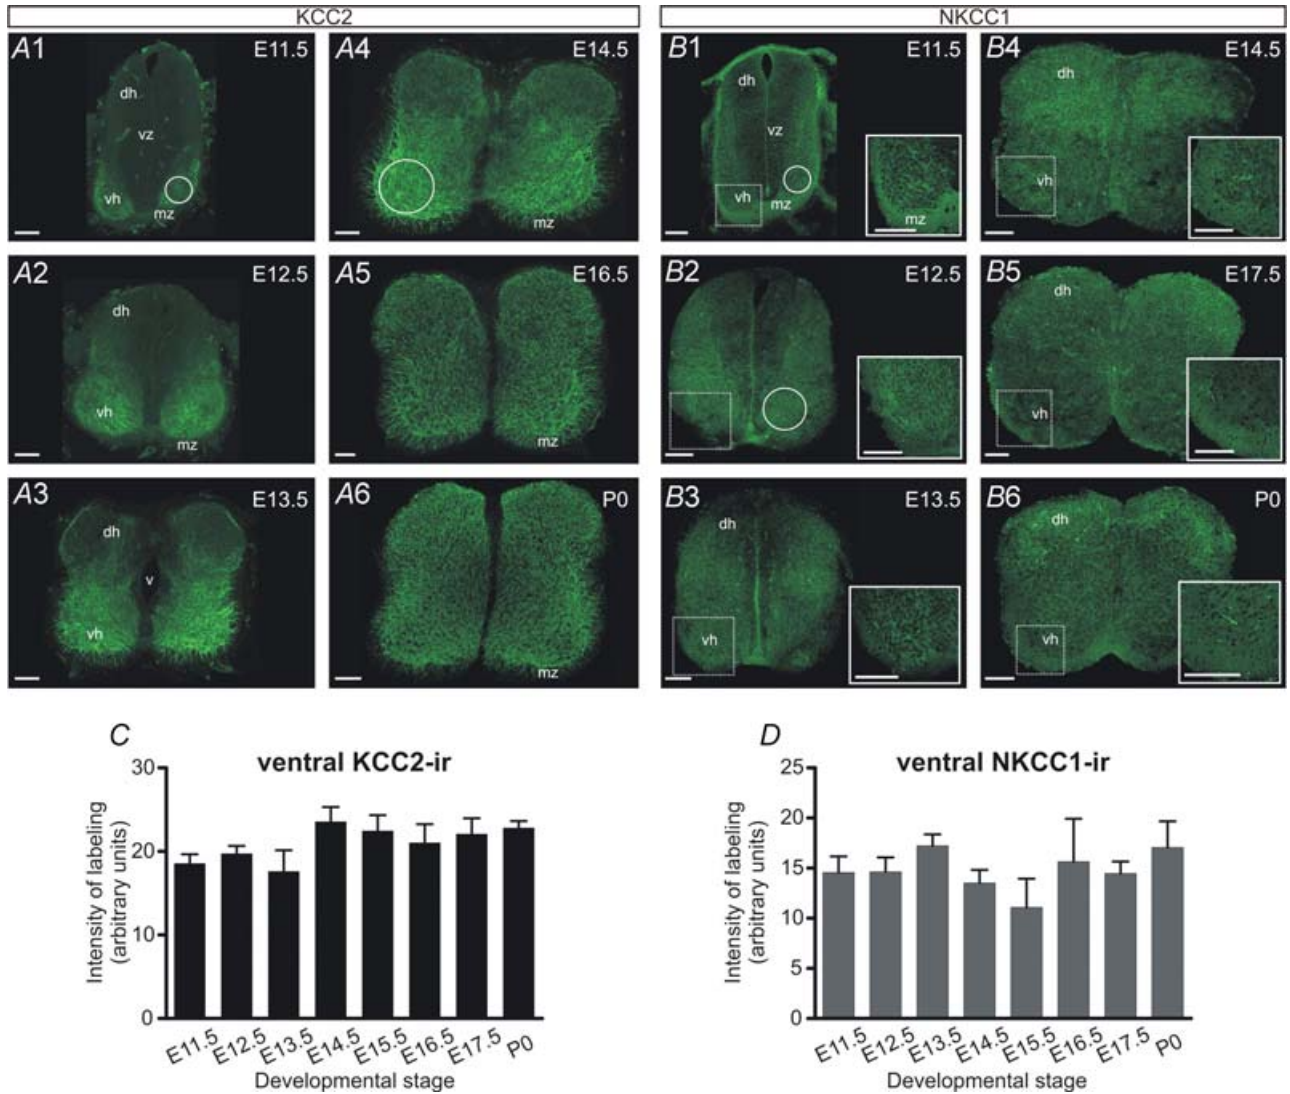 KCC2
NKCC1
A1 E11.5
dh
vz
vh
mz
A4 E14.5
mz
B1 E11.5
dh
vz
vh
mz
mz
B4 E14.5
dh
vh
A2 E12.5
dh
vh
mz
A5 E16.5
mz
B2 E12.5
B5 E17.5
dh
vh
A3 E13.5
dh
v
vh
A6 P0
mz
B3 E13.5
dh
vh
B6 P0
dh
vh
C
ventral KCC2-ir
Intensity of labeling
(arbitrary units)
30
20
10
0
E11.5 E12.5 E13.5 E14.5 E15.5 E16.5 E17.5 P0
Developmental stage
D
ventral NKCC1-ir
Intensity of labeling
(arbitrary units)
25
20
15
10
5
0
E11.5 E12.5 E13.5 E14.5 E15.5 E16.5 E17.5 P0
Developmental stage